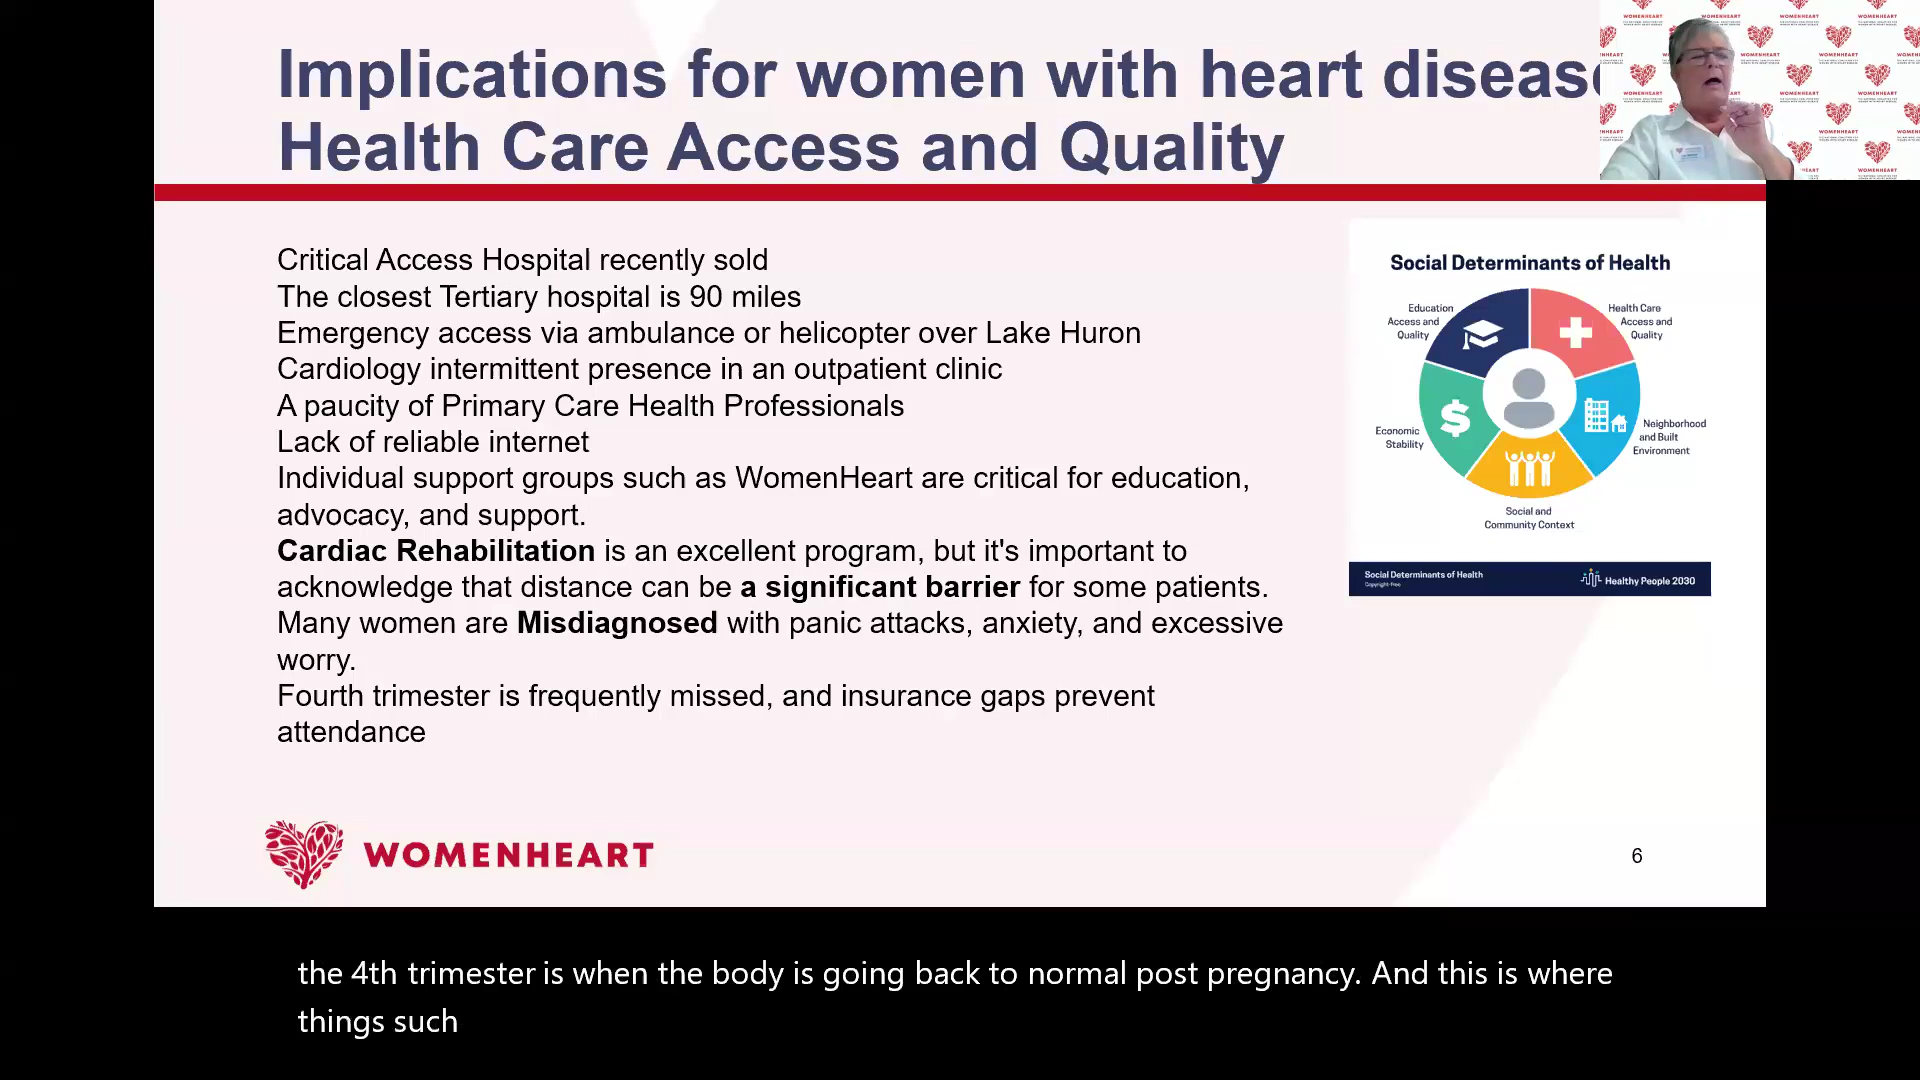 Implications for women with heart diseas
Health Care Access and Quality
Critical Access Hospital recently sold
The closest Tertiary hospital is 90 miles
Emergency access via ambulance or helicopter over Lake Huron
Cardiology intermittent presence in an outpatient clinic
A paucity of Primary Care Health Professionals
Lack of reliable internet
Individual support groups such as WomenHeart are critical for education,
advocacy, and support.
Cardiac Rehabilitation is an excellent program, but it's important to
acknowledge that distance can be a significant barrier for some patients.
Many women are Misdiagnosed with panic attacks, anxiety, and excessive
worry.
Fourth trimester is frequently missed, and insurance gaps prevent
attendance
Social Determinants of Health
Education
Access and
Quality
Health Care
Access and
Quality
Economic
Stability
$
Neighborhood
and Built
Environment
Social and
Community Context
Social Determinants of Health
Copyright-free
Healthy People 2030
WOMENHEART
6
the 4th trimester is when the body is going back to normal post pregnancy. And this is where
things such
WOMENHEART
WOMENHEART
WOMENHEART
WOMENHEART